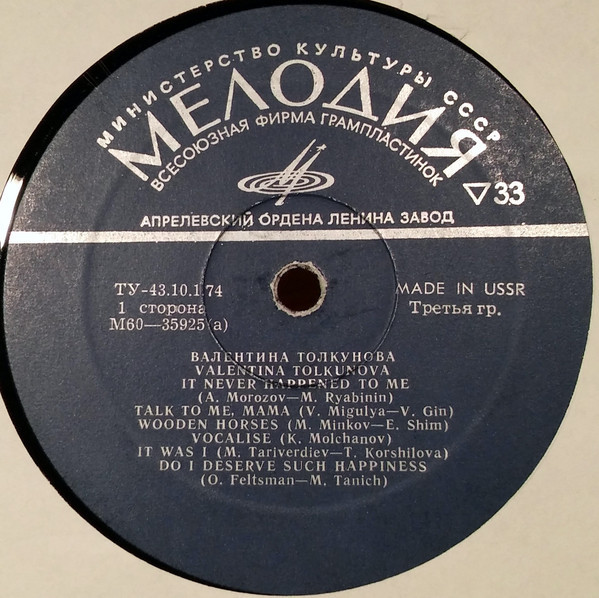 МИНИСТЕРСТВО КУЛЬТУРЫ СССР
МЕЛОДИЯ
ВСЕСОЮЗНАЯ ФИРМА ГРАМПЛАСТИНОК
▽33
АПРЕЛЕВСКИЙ ОРДЕНА ЛЕНИНА ЗАВОД
ТУ-43.10.1.74
1 сторона
М60—35925(а)
MADE IN USSR
Третья гр.
ВАЛЕНТИНА ТОЛКУНОВА
VALENTINA TOLKUNOVA
IT NEVER HAPPENED TO ME
(A. Morozov—M. Ryabinin)
TALK TO ME, MAMA (V. Migulya—V. Gin)
WOODEN HORSES (M. Minkov—E. Shim)
VOCALISE (K. Molchanov)
IT WAS I (M. Tariverdiev—T. Korshilova)
DO I DESERVE SUCH HAPPINESS
(O. Feltsman—M. Tanich)